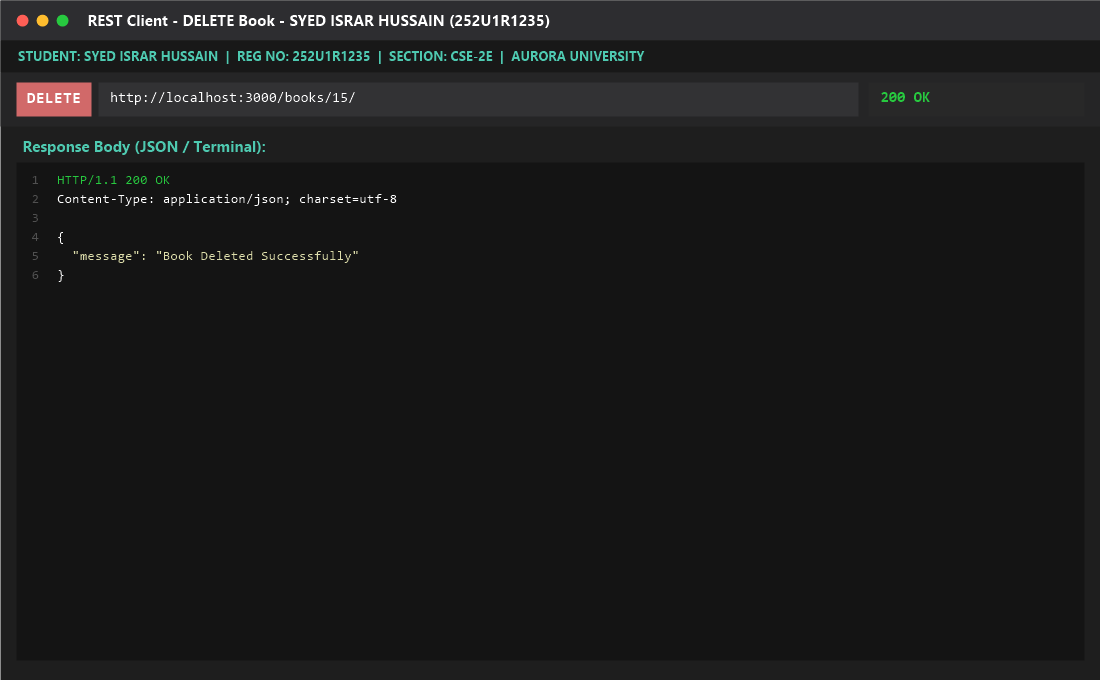 REST Client - DELETE Book - SYED ISRAR HUSSAIN (252U1R1235)
STUDENT: SYED ISRAR HUSSAIN | REG NO: 252U1R1235 | SECTION: CSE-2E | AURORA UNIVERSITY
DELETE http://localhost:3000/books/15/ 200 OK
Response Body (JSON / Terminal):
1 HTTP/1.1 200 OK
2 Content-Type: application/json; charset=utf-8
3
4 {
5 "message": "Book Deleted Successfully"
6 }